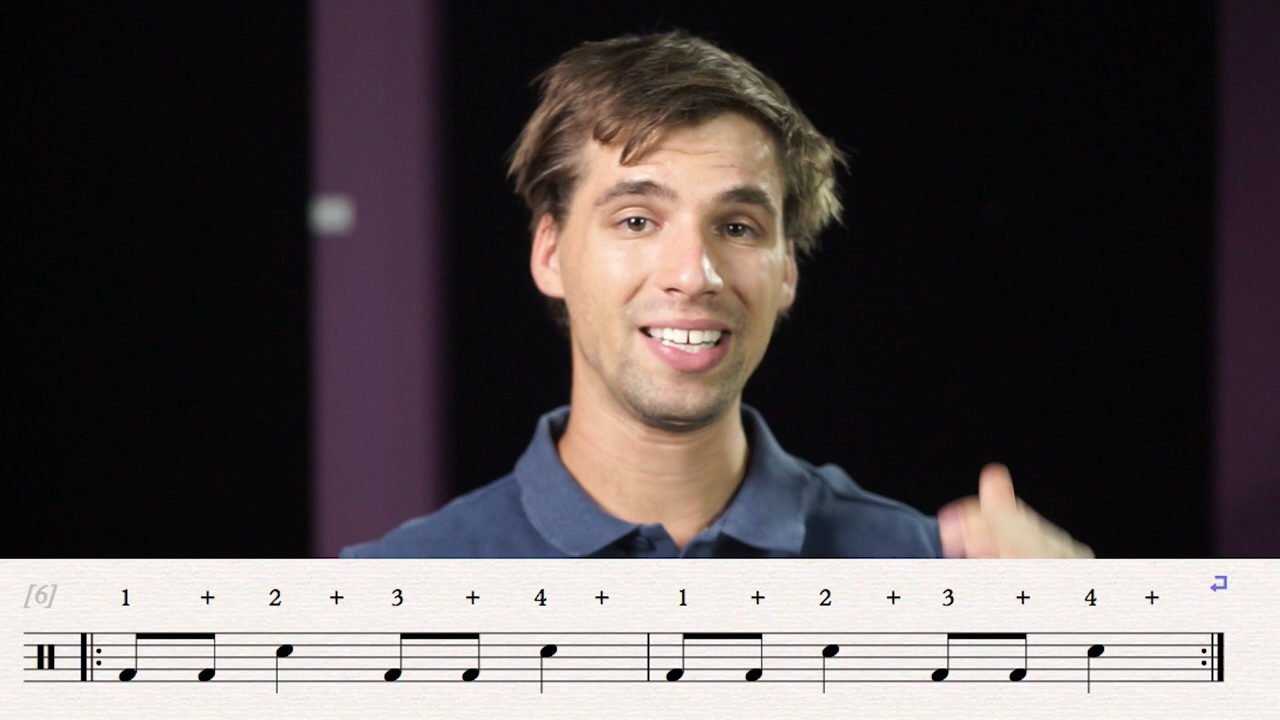 [6] 1 + 2 + 3 + 4 + 1 + 2 + 3 + 4 +